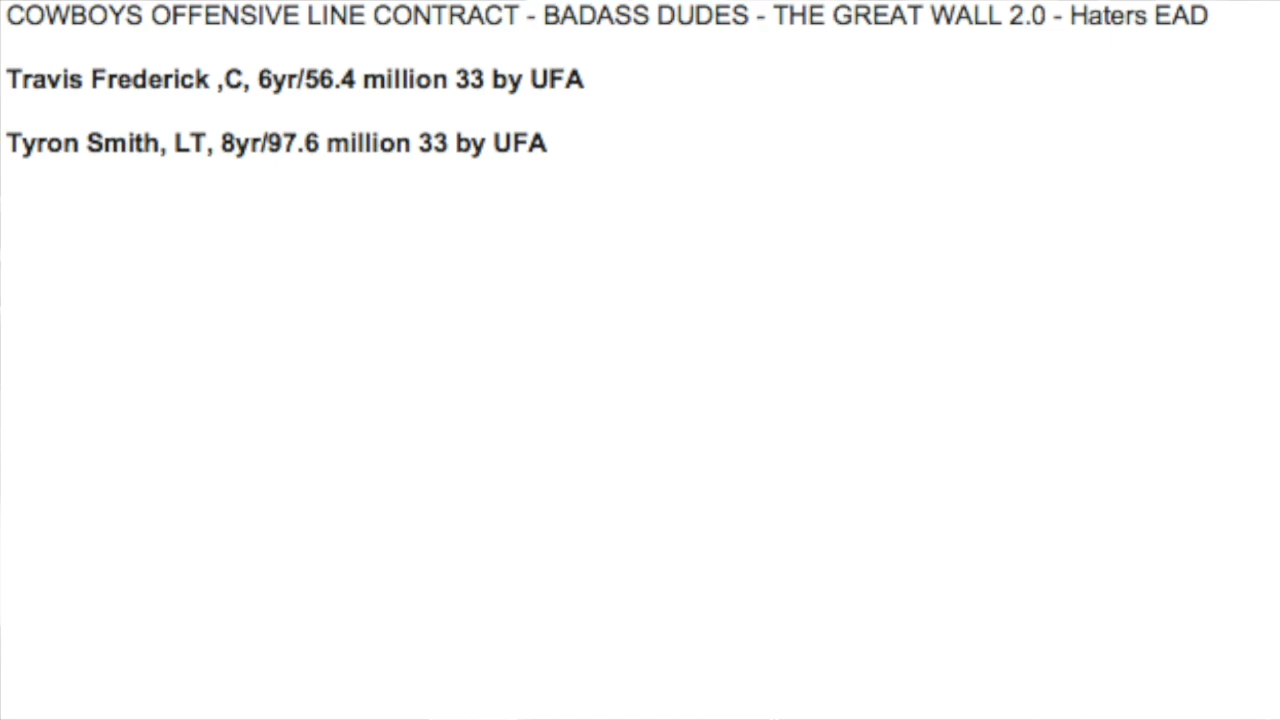 COWBOYS OFFENSIVE LINE CONTRACT - BADASS DUDES - THE GREAT WALL 2.0 - Haters EAD
Travis Frederick ,C, 6yr/56.4 million 33 by UFA
Tyron Smith, LT, 8yr/97.6 million 33 by UFA